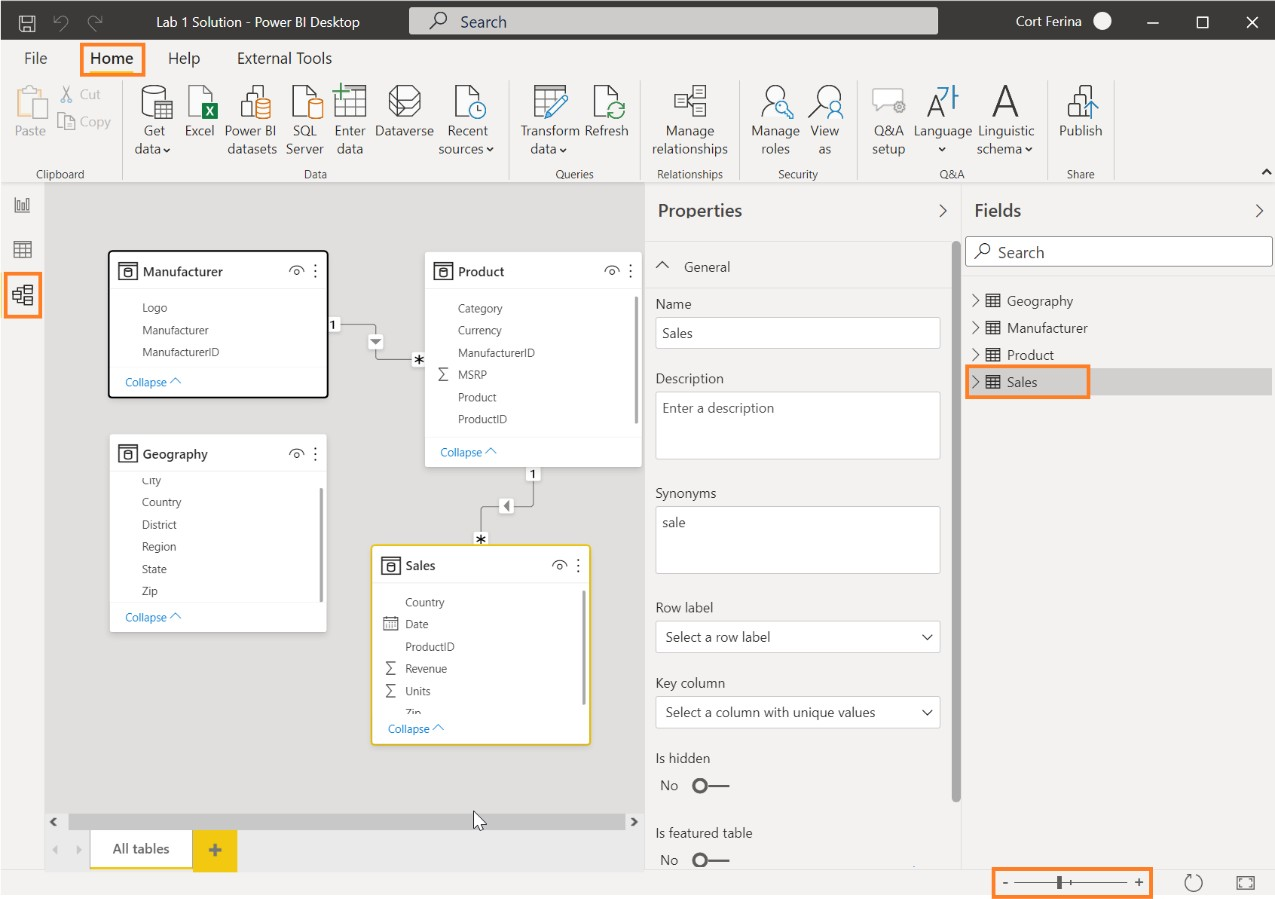 Lab 1 Solution - Power BI Desktop
Search
Cort Ferina
File
Home
Help
External Tools
Paste
Cut
Copy
Get data
Excel
Power BI datasets
SQL Server
Enter data
Dataverse
Recent sources
Transform data
Refresh
Manage relationships
Manage roles
View as
Q&A setup
Language
Linguistic schema
Publish
Clipboard
Data
Queries
Relationships
Security
Q&A
Share
Manufacturer
Logo
Manufacturer
ManufacturerID
Collapse
1
*
Product
Category
Currency
ManufacturerID
MSRP
Product
ProductID
Collapse
1
*
Geography
City
Country
District
Region
State
Zip
Collapse
Sales
Country
Date
ProductID
Revenue
Units
Zip
Collapse
All tables
+
Properties
General
Name
Sales
Description
Enter a description
Synonyms
sale
Row label
Select a row label
Key column
Select a column with unique values
Is hidden
No
Is featured table
No
Fields
Search
Geography
Manufacturer
Product
Sales
- +